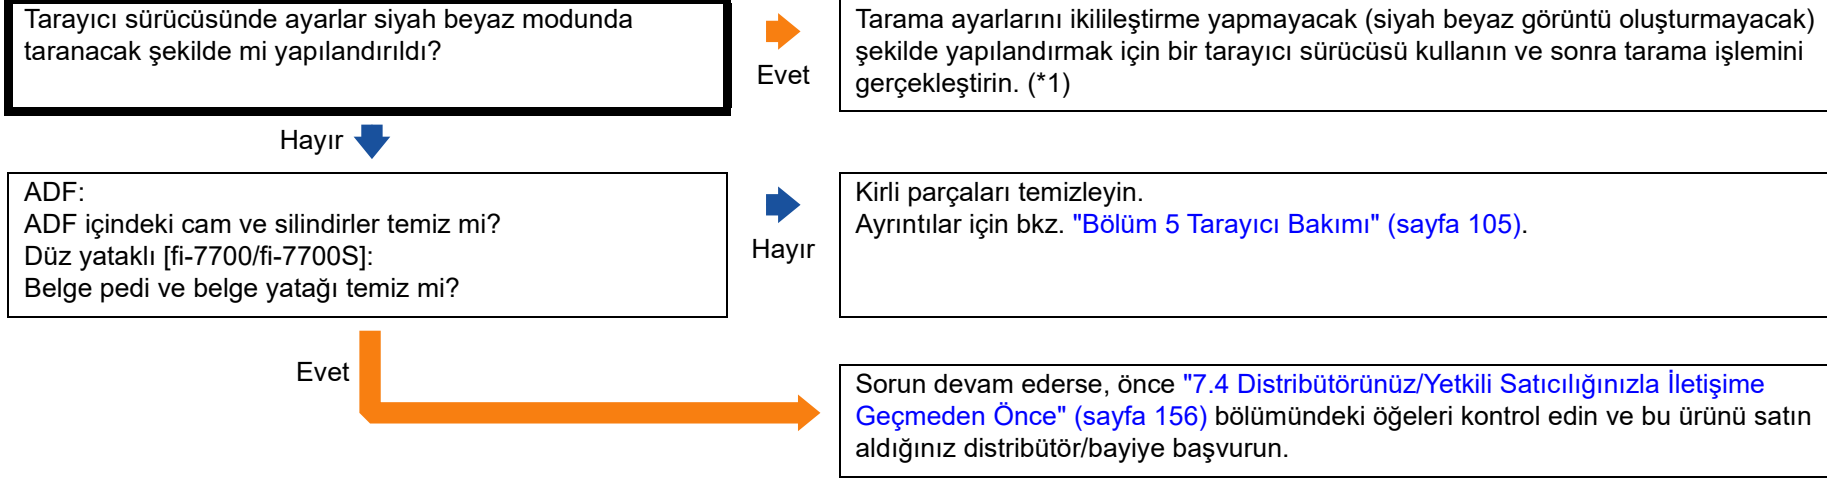 Tarayıcı sürücüsünde ayarlar siyah beyaz modunda
taranacak şekilde mi yapılandırıldı?
Evet
Tarama ayarlarını ikilileştirme yapmayacak (siyah beyaz görüntü oluşturmayacak)
şekilde yapılandırmak için bir tarayıcı sürücüsü kullanın ve sonra tarama işlemini
gerçekleştirin. (*1)
Hayır
ADF:
ADF içindeki cam ve silindirler temiz mi?
Düz yataklı [fi-7700/fi-7700S]:
Belge pedi ve belge yatağı temiz mi?
Hayır
Kirli parçaları temizleyin.
Ayrıntılar için bkz. "Bölüm 5 Tarayıcı Bakımı" (sayfa 105).
Evet
Sorun devam ederse, önce "7.4 Distribütörünüz/Yetkili Satıcılığınızla İletişime
Geçmeden Önce" (sayfa 156) bölümündeki öğeleri kontrol edin ve bu ürünü satın
aldığınız distribütör/bayiye başvurun.